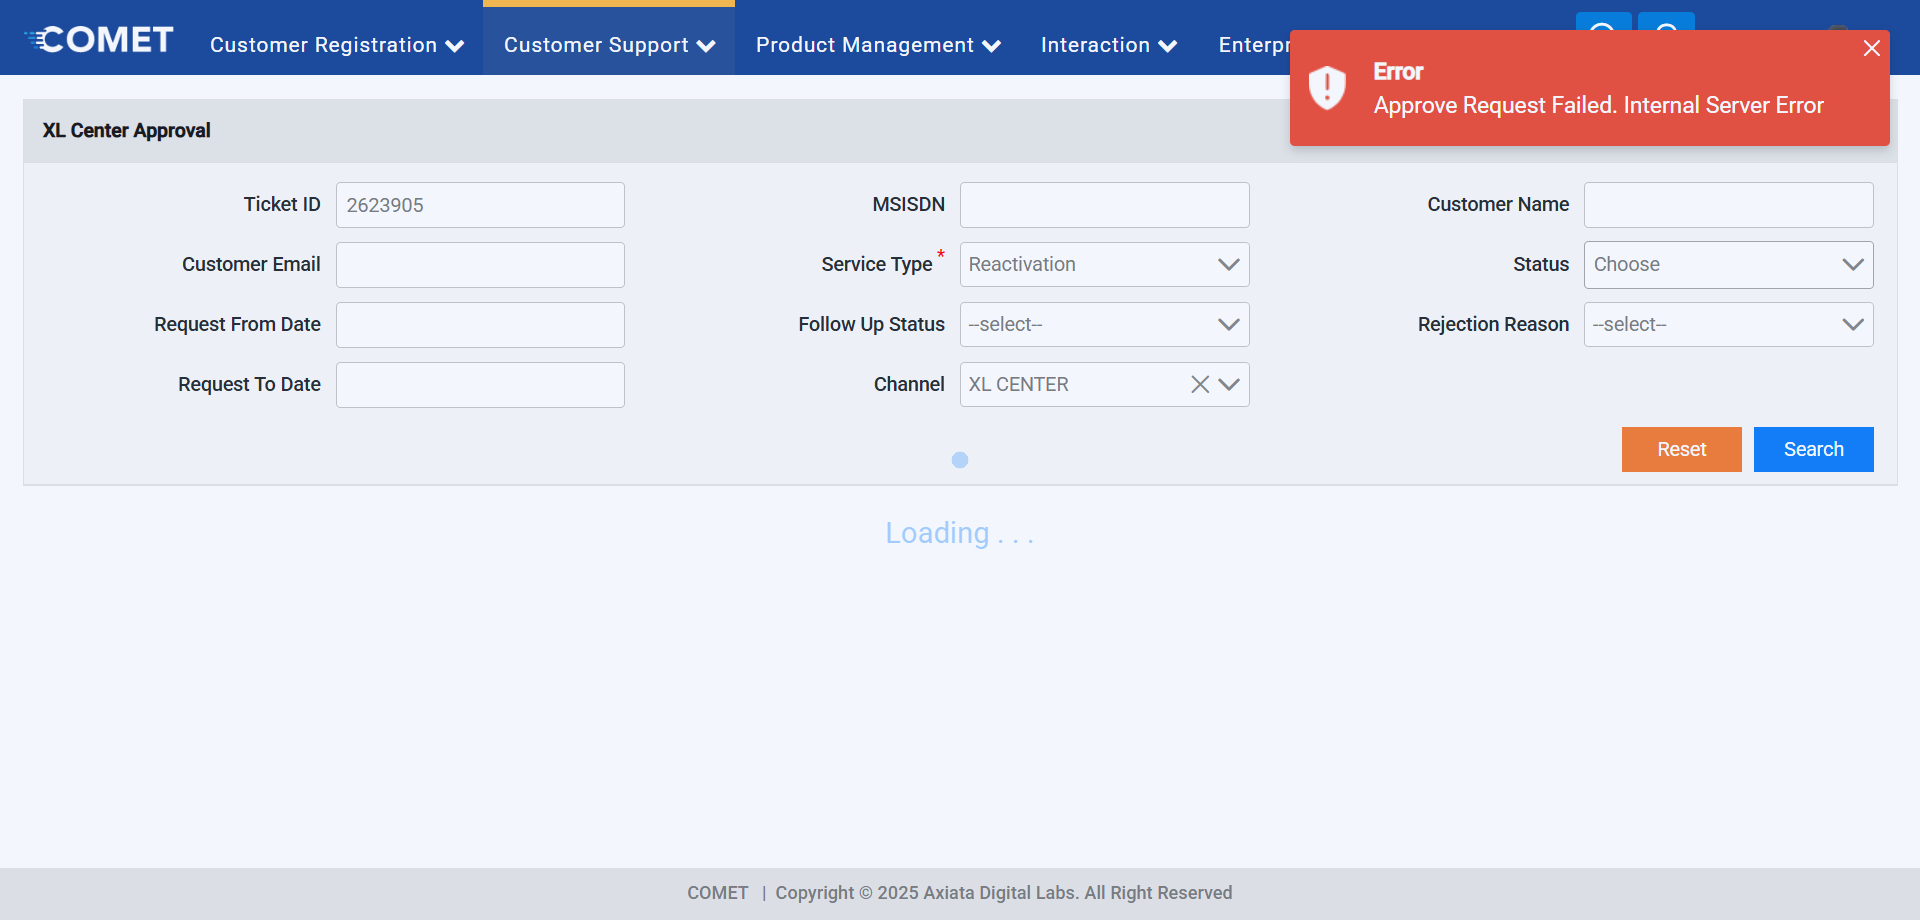 COMET
Customer Registration
Customer Support
Product Management
Interaction
Error
Approve Request Failed. Internal Server Error
XL Center Approval
Ticket ID
2623905
MSISDN
Customer Name
Customer Email
Service Type *
Reactivation
Status
Choose
Request From Date
Follow Up Status
--select--
Rejection Reason
--select--
Request To Date
Channel
XL CENTER
Reset
Search
Loading . . .
COMET | Copyright © 2025 Axiata Digital Labs. All Right Reserved